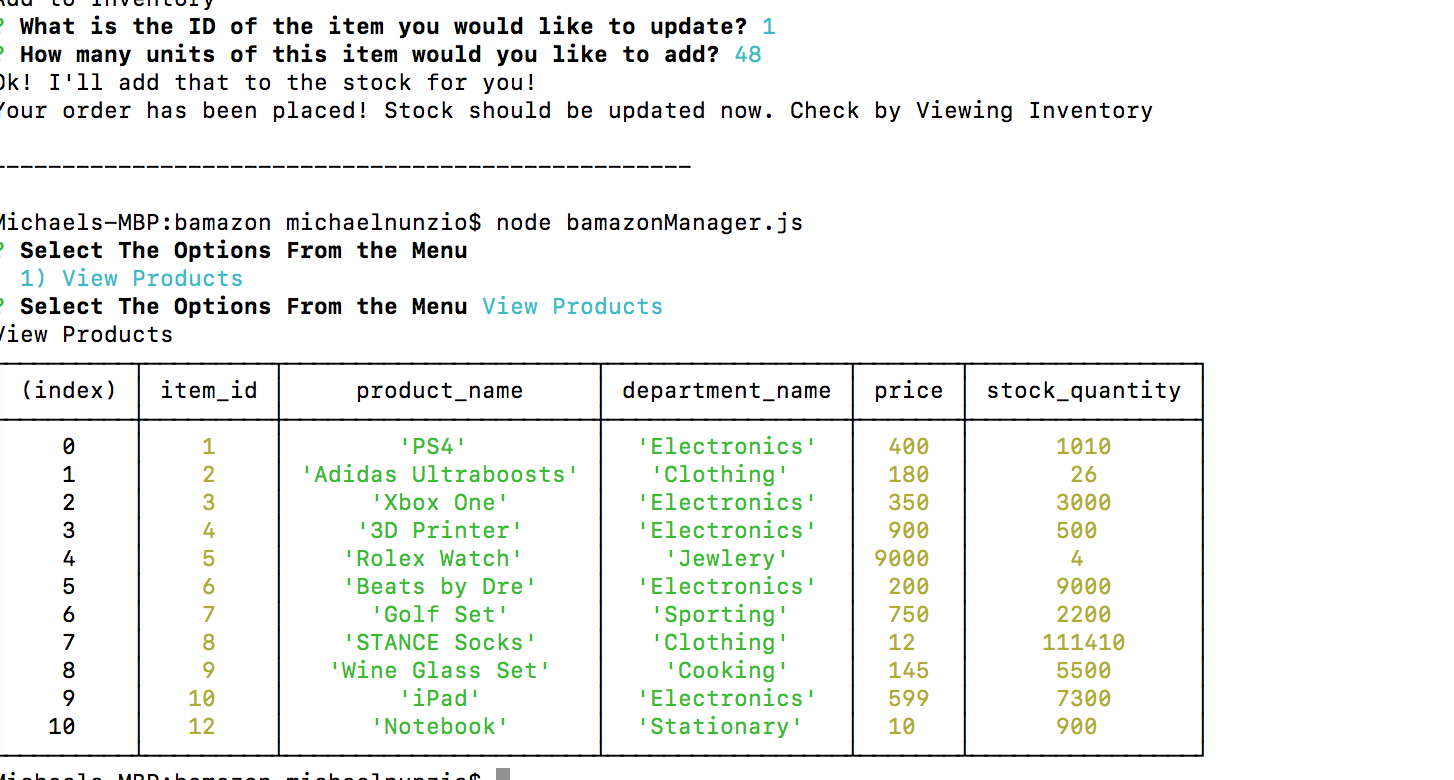 Add to Inventory
? What is the ID of the item you would like to update? 1
? How many units of this item would you like to add? 48
Ok! I'll add that to the stock for you!
Your order has been placed! Stock should be updated now. Check by Viewing Inventory
--------------------------------------------------
Michaels-MBP:bamazon michaelnunzio$ node bamazonManager.js
? Select The Options From the Menu
1) View Products
? Select The Options From the Menu View Products
View Products
(index) item_id product_name department_name price stock_quantity
0 1 'PS4' 'Electronics' 400 1010
1 2 'Adidas Ultraboosts' 'Clothing' 180 26
2 3 'Xbox One' 'Electronics' 350 3000
3 4 '3D Printer' 'Electronics' 900 500
4 5 'Rolex Watch' 'Jewlery' 9000 4
5 6 'Beats by Dre' 'Electronics' 200 9000
6 7 'Golf Set' 'Sporting' 750 2200
7 8 'STANCE Socks' 'Clothing' 12 111410
8 9 'Wine Glass Set' 'Cooking' 145 5500
9 10 'iPad' 'Electronics' 599 7300
10 12 'Notebook' 'Stationary' 10 900
Michaels-MBP:bamazon michaelnunzio$